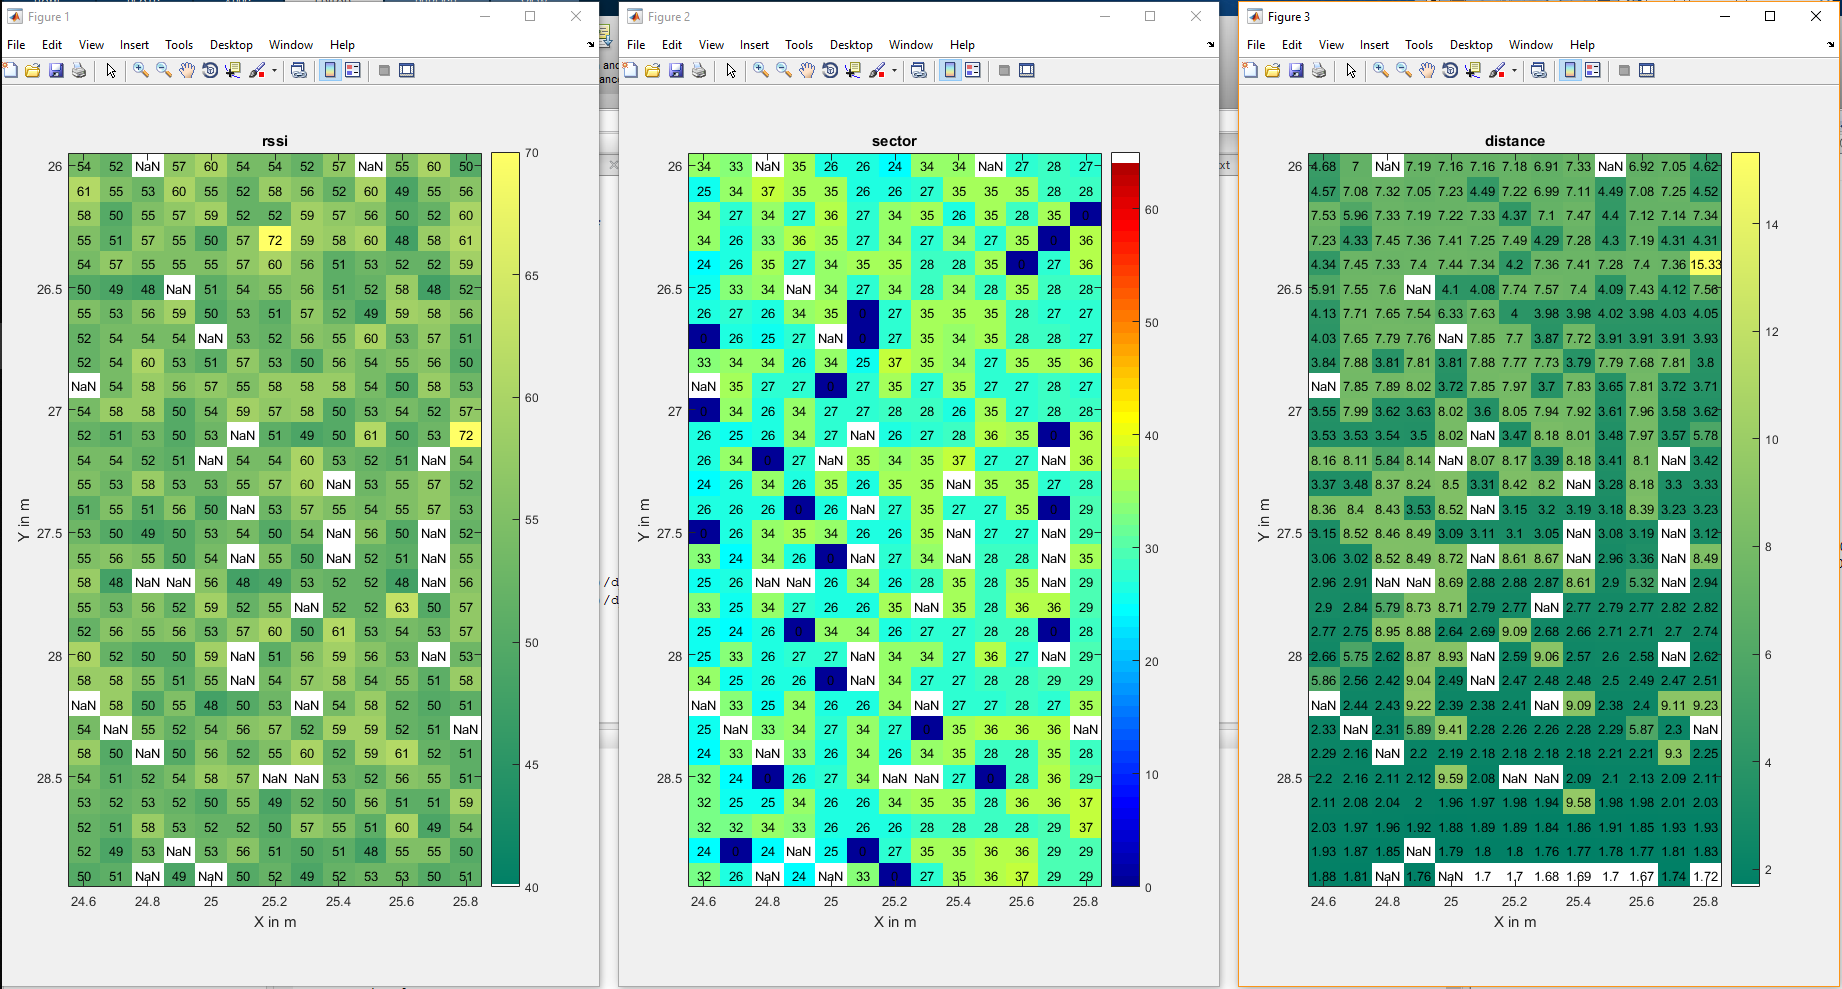 Figure 1
File Edit View Insert Tools Desktop Window Help
rssi
26 54 52 NaN 57 60 54 54 52 57 NaN 55 60 50
61 55 53 60 55 52 58 56 52 60 49 55 56
58 50 55 57 59 52 52 59 57 56 50 52 60
55 51 57 55 50 57 72 59 58 60 48 58 61
54 57 55 55 55 57 60 56 51 53 52 52 59
26.5 50 49 48 NaN 51 54 55 56 51 52 58 48 52
55 53 56 59 50 53 51 57 52 49 59 58 56
52 54 54 53 NaN 53 52 56 55 60 53 57 51
52 54 60 53 51 57 53 50 56 54 55 56 50
NaN 54 58 56 57 55 58 58 58 54 50 58 53
27 54 58 58 50 54 59 57 58 50 53 54 52 57
52 51 53 50 53 NaN 51 49 50 61 50 53 72
54 54 52 51 NaN 54 54 60 53 52 51 NaN 54
55 53 58 53 53 55 57 60 NaN 53 55 57 52
51 55 51 56 50 NaN 53 57 55 54 55 57 57
27.5 53 50 49 50 53 54 50 54 NaN 52 50 NaN 52
55 56 55 50 54 NaN 55 50 NaN 56 52 51 NaN 55
58 48 NaN NaN 56 48 49 53 52 52 48 NaN 56
55 53 56 52 59 52 55 NaN 52 52 63 50 57
52 56 55 56 53 57 60 50 61 53 54 53 57
28 60 52 50 50 59 NaN 51 56 59 56 53 NaN 53
58 58 55 51 55 NaN 54 57 58 54 55 51 58
NaN 58 50 55 48 50 53 NaN 54 58 52 50 51
54 NaN 55 52 54 56 57 52 59 59 52 51 NaN
58 50 NaN 50 56 52 55 60 52 59 61 52 51
28.5 54 51 52 54 58 57 NaN NaN 53 52 56 55 55
53 52 52 50 55 49 52 50 56 51 51 59
52 51 58 53 52 52 50 57 55 51 60 49 54
52 49 53 NaN 53 56 51 50 51 48 55 55 50
50 51 NaN 49 NaN 50 52 49 52 53 53 50 51
24.6 24.8 25 25.2 25.4 25.6 25.8
X in m
Y in m
70
65
60
55
50
45
40
Figure 2
File Edit View Insert Tools Desktop Window Help
sector
26 34 33 NaN 35 26 26 24 34 34 NaN 27 28 27
25 34 37 35 35 26 26 27 35 35 35 28 28
34 27 34 27 36 27 34 34 26 35 28 35 0
34 26 33 36 35 27 34 27 34 27 35 0 36
24 26 35 27 34 35 35 28 28 35 0 27 36
26.5 25 33 34 NaN 34 27 34 28 34 28 35 28 28
26 27 26 34 35 0 27 35 35 35 28 27 27
0 26 25 27 NaN 0 27 35 34 35 27 27 28
33 34 34 26 34 25 37 35 34 27 35 35 36
NaN 35 27 27 0 27 35 27 35 27 28 28 27
27 0 34 26 34 27 27 28 28 26 35 27 28 28
26 25 26 34 27 NaN 26 27 28 36 35 0 36
26 34 0 27 NaN 35 34 35 37 27 27 NaN 36
24 26 27 35 26 26 34 35 NaN 35 35 27 27
26 26 26 0 26 NaN 27 35 27 35 27 0 29
27.5 0 26 34 35 34 26 27 34 NaN 27 27 NaN 28
33 24 34 26 0 NaN 34 27 NaN 27 28 NaN 35
25 26 NaN NaN 26 34 28 35 28 28 35 NaN 29
33 25 34 27 26 26 34 NaN 35 28 36 36 29
25 24 26 0 34 34 26 27 27 28 28 0 28
28 25 33 26 27 27 NaN 34 34 27 36 27 NaN 29
34 25 26 26 0 NaN 34 27 27 28 28 29 29
NaN 33 25 34 26 26 27 NaN 34 28 28 28 35
25 NaN 33 34 26 34 27 0 35 36 36 36 NaN
24 33 NaN 33 34 26 26 34 35 28 28 35 29
28.5 32 24 0 26 27 34 NaN NaN 27 0 28 36 29
32 25 25 34 26 26 34 34 35 28 36 36 37
32 32 34 33 26 26 26 28 28 28 28 29 37
24 0 24 NaN 25 0 27 35 35 36 36 29 29
32 26 NaN 24 NaN 33 0 27 35 36 37 29 29
24.6 24.8 25 25.2 25.4 25.6 25.8
X in m
Y in m
60
50
40
30
20
10
0
Figure 3
File Edit View Insert Tools Desktop Window Help
distance
26 4.68 7 NaN 7.19 7.16 7.16 7.18 6.91 7.33 NaN 6.92 7.05 4.62
4.57 7.08 7.32 7.05 7.23 4.49 7.22 6.99 7.11 4.49 7.08 7.25 4.52
7.53 5.96 7.33 7.19 7.22 7.33 4.37 7.1 7.47 4.4 7.12 7.14 7.34
7.23 4.33 7.45 7.36 7.41 7.25 7.49 4.29 7.28 4.3 7.19 4.31 4.31
4.34 7.45 7.33 7.4 7.44 7.34 4.2 7.36 7.41 7.28 7.4 7.36 15.33
26.5 5.91 7.55 7.6 NaN 4.1 4.08 7.74 7.57 7.4 4.09 7.43 4.12 7.56
4.13 7.71 7.65 7.54 6.33 7.63 4 3.98 3.98 4.02 3.98 4.03 4.05
4.03 7.65 7.79 7.76 NaN 7.85 7.7 3.87 7.72 3.91 3.91 3.93
3.84 7.88 3.81 7.81 3.81 7.88 7.77 7.73 3.79 7.79 7.68 7.81 3.8
NaN 7.85 7.89 8.02 3.72 7.85 7.97 3.7 7.83 3.65 7.81 3.72 3.71
27 3.55 7.99 3.62 3.63 8.02 3.6 8.05 7.94 7.92 3.61 7.96 3.58 3.62
3.53 3.53 3.54 3.5 8.02 NaN 3.47 8.18 8.01 3.48 7.97 3.57 5.78
8.16 8.11 5.84 8.14 NaN 8.07 8.17 3.39 8.18 3.41 8.1 NaN 3.42
3.37 3.48 8.37 8.24 8.5 3.31 8.42 8.2 NaN 3.28 8.18 3.3 3.33
8.36 8.4 8.43 3.53 8.52 NaN 3.15 3.2 3.19 3.18 8.39 3.23 3.23
27.5 3.15 8.52 8.46 8.49 3.09 3.11 3.1 3.05 NaN 3.08 3.19 NaN 3.12
3.06 3.02 8.52 8.49 8.72 NaN 8.61 8.67 NaN 2.96 3.36 NaN 8.49
2.96 2.91 NaN NaN 8.69 2.88 2.88 2.87 8.61 2.9 5.32 NaN 2.94
2.9 2.84 5.79 8.73 8.71 2.79 2.77 NaN 2.77 2.79 2.77 2.82 2.82
2.77 2.75 8.95 8.88 2.64 2.69 9.09 2.68 2.66 2.71 2.71 2.7 2.74
28 2.66 5.75 2.62 8.87 8.93 NaN 2.59 9.06 2.57 2.6 2.58 NaN 2.62
5.86 2.56 2.42 9.04 2.49 NaN 2.47 2.48 2.48 2.5 2.49 2.47 2.51
NaN 2.44 2.43 9.22 2.39 2.38 2.41 NaN 9.09 2.38 2.4 9.11 9.23
2.33 NaN 2.31 5.89 9.41 2.28 2.26 2.26 2.28 2.29 5.87 2.3 NaN
2.29 2.16 NaN 2.2 2.19 2.18 2.18 2.18 2.21 2.21 9.3 2.25
28.5 2.2 2.16 2.11 2.12 9.59 2.08 NaN NaN 2.09 2.1 2.13 2.09 2.11
2.11 2.08 2.04 2 1.96 1.97 1.98 1.94 9.58 1.98 1.98 2.01 2.03
2.03 1.97 1.96 1.92 1.88 1.89 1.89 1.84 1.86 1.91 1.85 1.93 1.93
1.93 1.87 1.85 NaN 1.79 1.8 1.8 1.76 1.77 1.78 1.77 1.81 1.83
1.88 1.81 NaN 1.76 NaN 1.7 1.7 1.68 1.69 1.7 1.67 1.74 1.72
24.6 24.8 25 25.2 25.4 25.6 25.8
X in m
Y in m
14
12
10
8
6
4
2